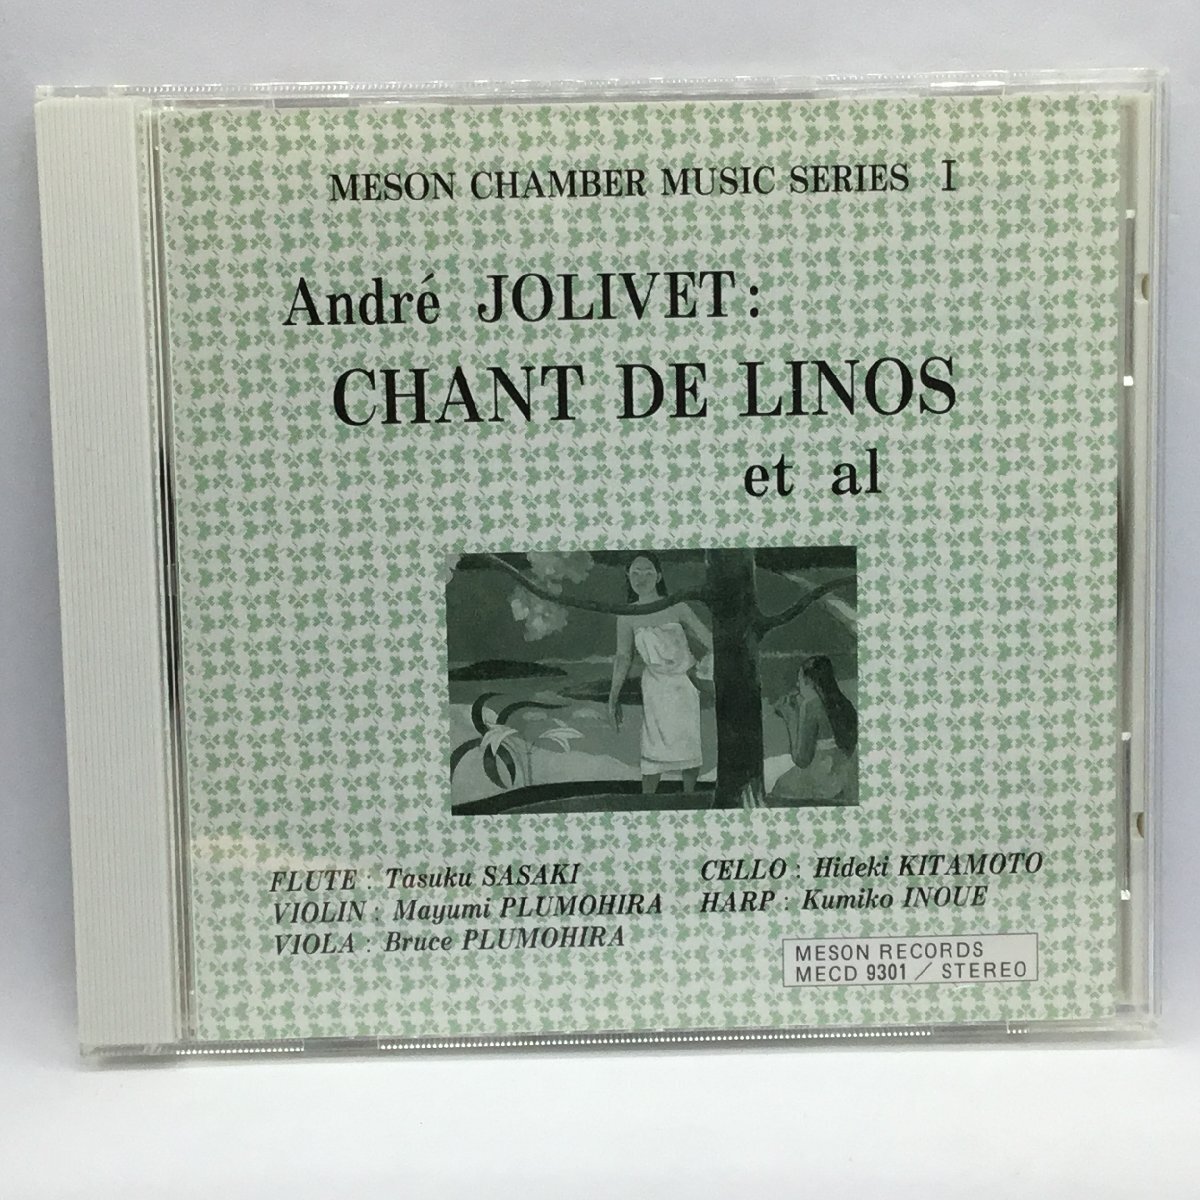 MESON CHAMBER MUSIC SERIES I
André JOLIVET:
CHANT DE LINOS
et al
FLUTE : Tasuku SASAKI
VIOLIN : Mayumi PLUMOHIRA
VIOLA : Bruce PLUMOHIRA
CELLO : Hideki KITAMOTO
HARP : Kumiko INOUE
MESON RECORDS
MECD 9301 / STEREO